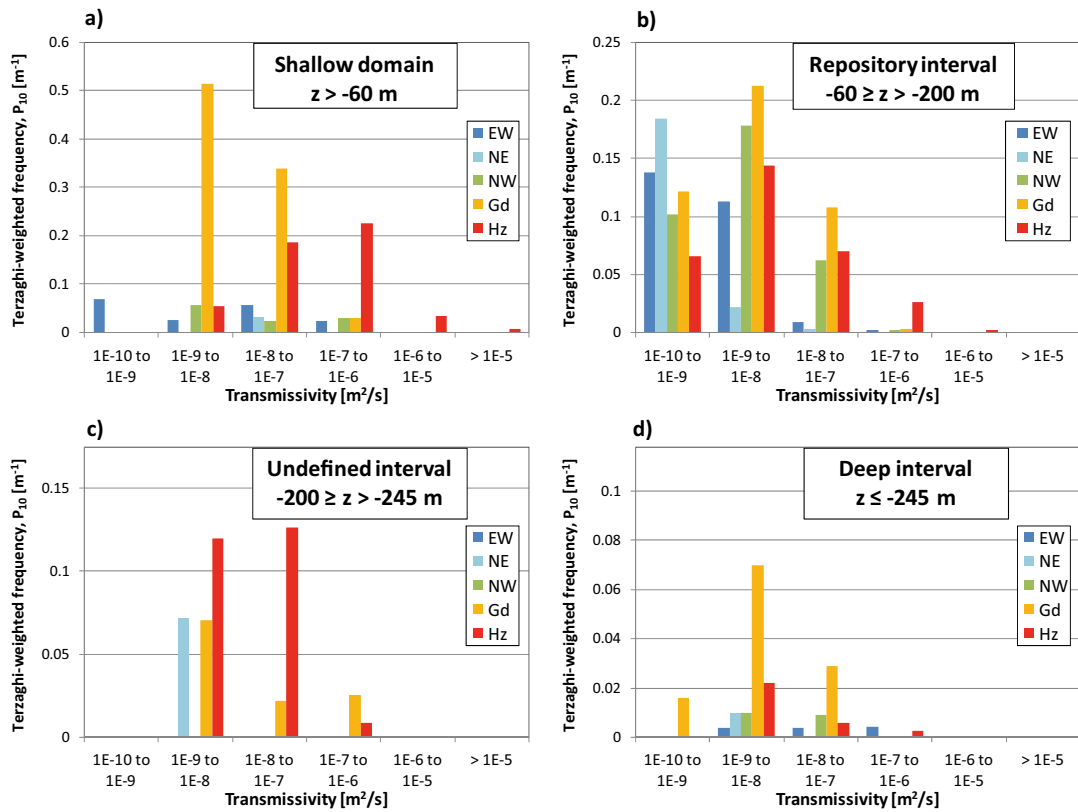 a)
Shallow domain
z > -60 m
Terzaghi-weighted frequency, P10 [m-1]
0.6
0.5
0.4
0.3
0.2
0.1
0
EW
NE
NW
Gd
Hz
1E-10 to 1E-9 1E-9 to 1E-8 1E-8 to 1E-7 1E-7 to 1E-6 1E-6 to 1E-5 > 1E-5
Transmissivity [m²/s]
b)
Repository interval
-60 ≥ z > -200 m
Terzaghi-weighted frequency, P10 [m-1]
0.25
0.2
0.15
0.1
0.05
0
EW
NE
NW
Gd
Hz
1E-10 to 1E-9 1E-9 to 1E-8 1E-8 to 1E-7 1E-7 to 1E-6 1E-6 to 1E-5 > 1E-5
Transmissivity [m²/s]
c)
Undefined interval
-200 ≥ z > -245 m
Terzaghi-weighted frequency, P10 [m-1]
0.15
0.1
0.05
0
EW
NE
NW
Gd
Hz
1E-10 to 1E-9 1E-9 to 1E-8 1E-8 to 1E-7 1E-7 to 1E-6 1E-6 to 1E-5 > 1E-5
Transmissivity [m²/s]
d)
Deep interval
z ≤ -245 m
Terzaghi-weighted frequency, P10 [m-1]
0.1
0.08
0.06
0.04
0.02
0
EW
NE
NW
Gd
Hz
1E-10 to 1E-9 1E-9 to 1E-8 1E-8 to 1E-7 1E-7 to 1E-6 1E-6 to 1E-5 > 1E-5
Transmissivity [m²/s]